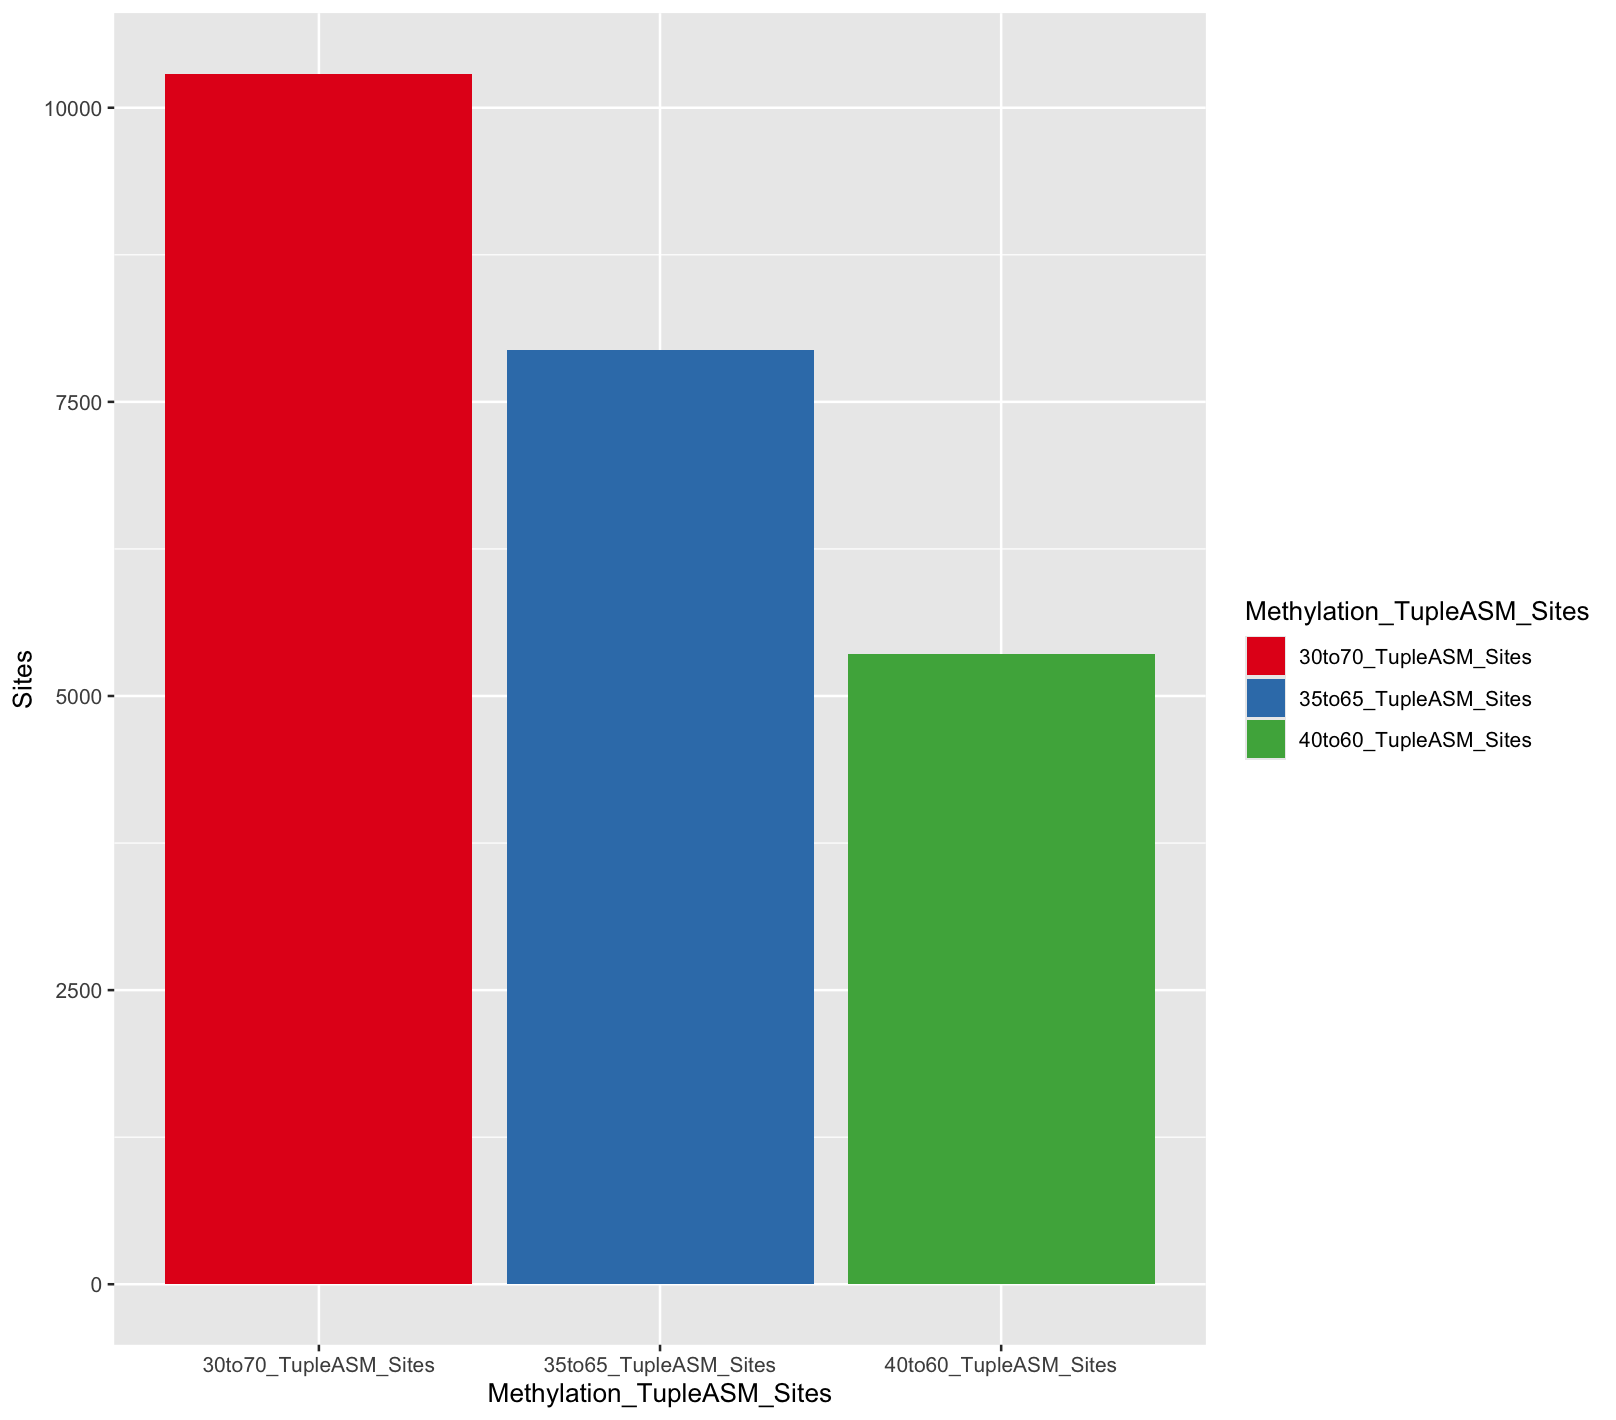 10000
7500
5000
2500
0
Sites
30to70_TupleASM_Sites
35to65_TupleASM_Sites
40to60_TupleASM_Sites
Methylation_TupleASM_Sites
Methylation_TupleASM_Sites
30to70_TupleASM_Sites
35to65_TupleASM_Sites
40to60_TupleASM_Sites